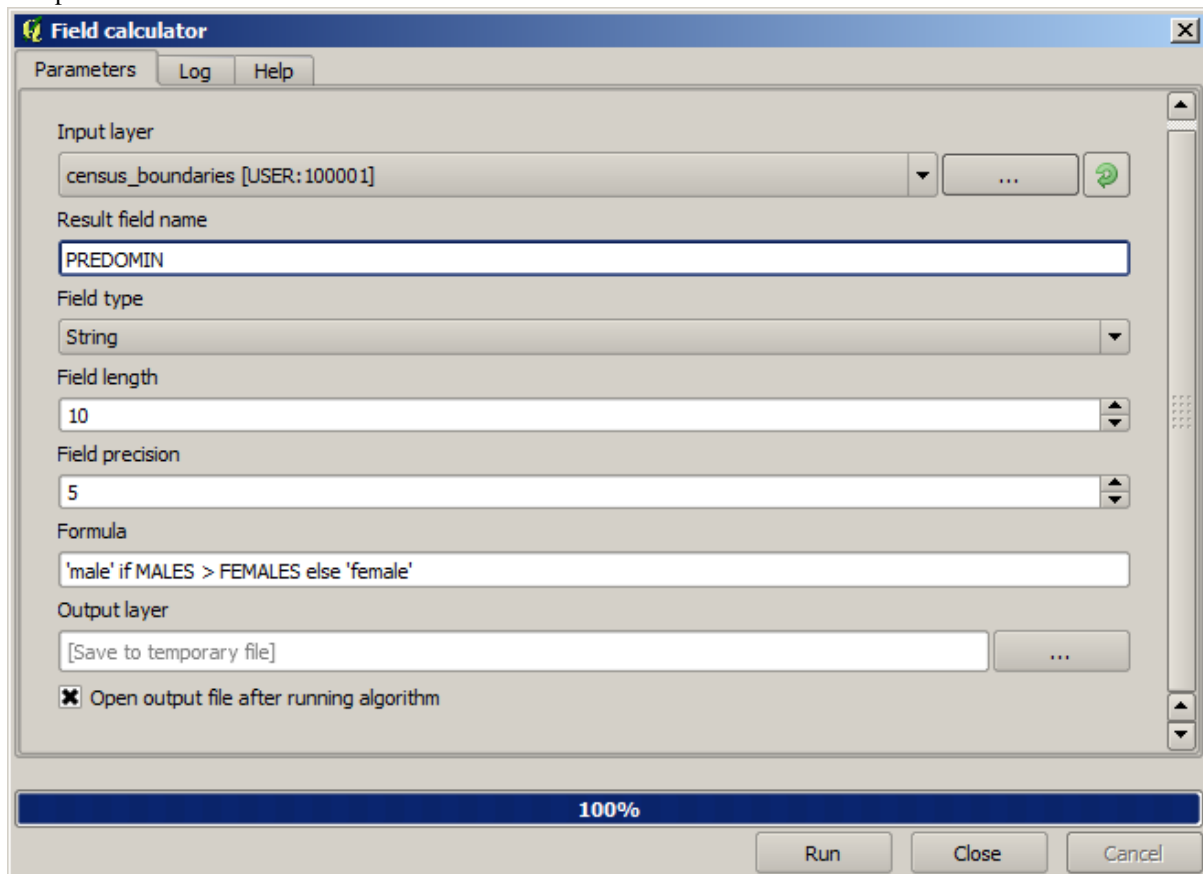 Field calculator
Parameters Log Help
Input layer
census_boundaries [USER:100001]
...
Result field name
PREDOMIN
Field type
String
Field length
10
Field precision
5
Formula
'male' if MALES > FEMALES else 'female'
Output layer
[Save to temporary file]
...
Open output file after running algorithm
100%
Run Close Cancel